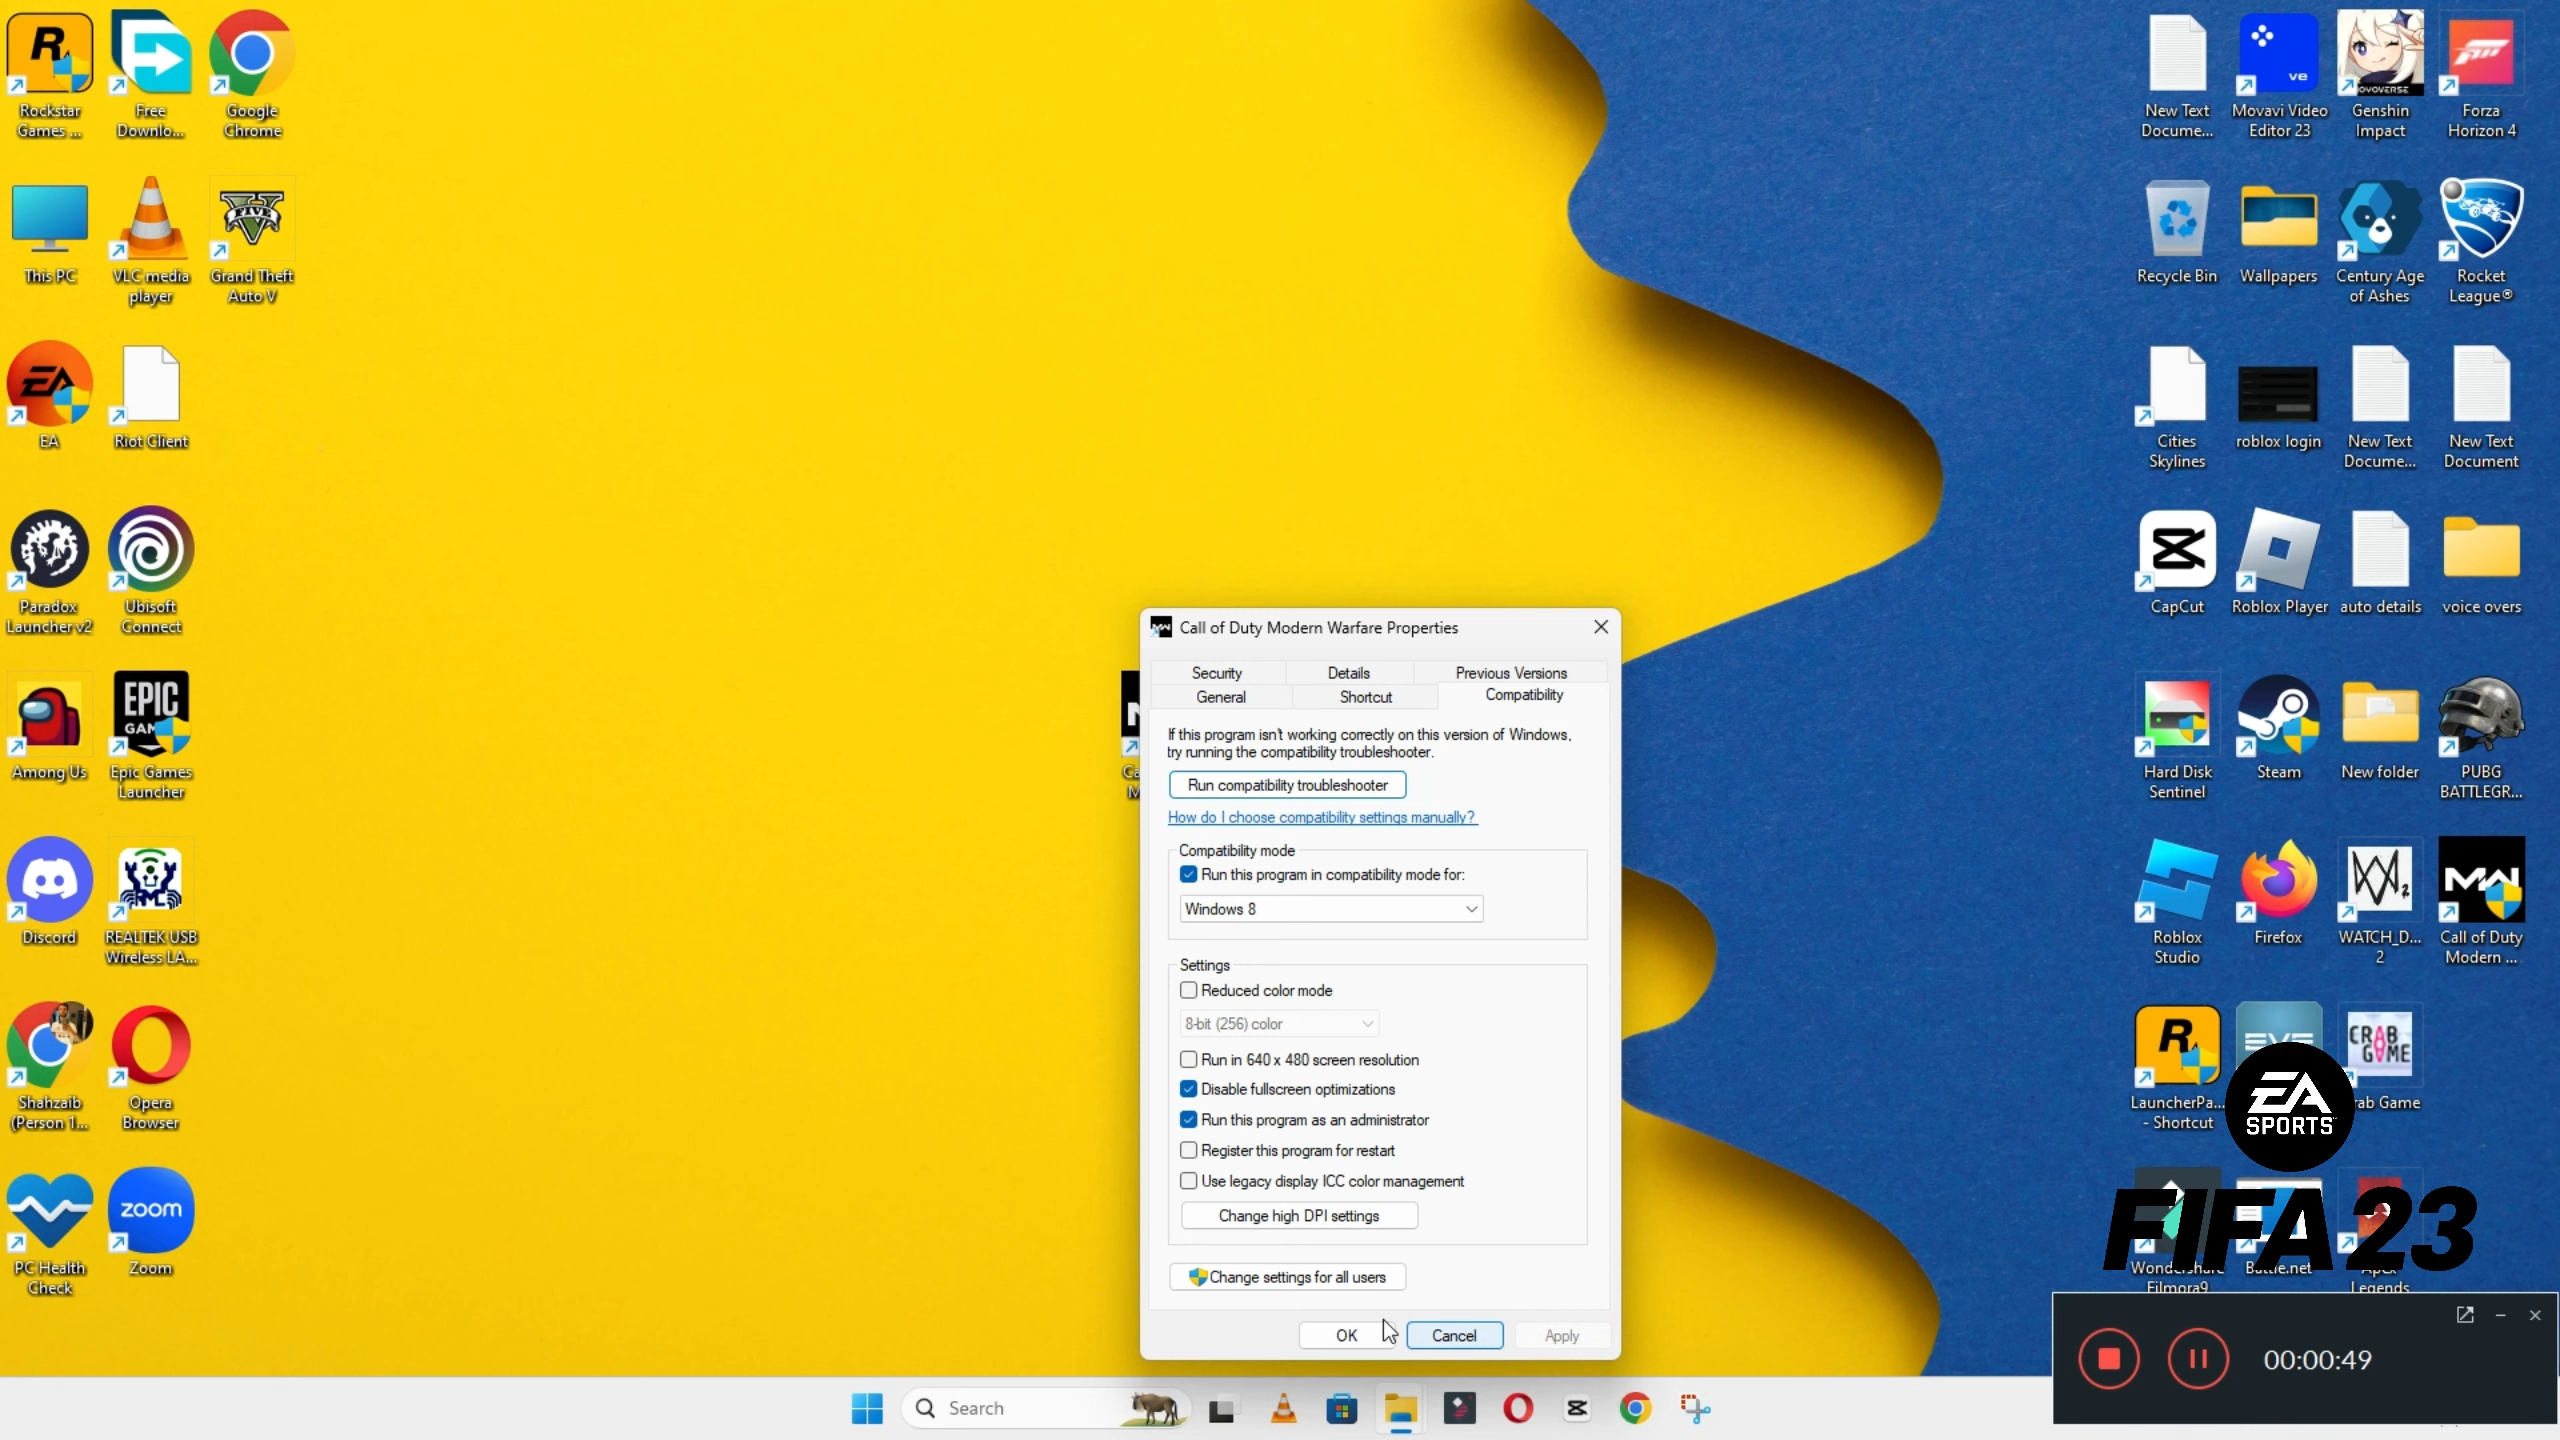 Rockstar
Games ...
Free
Downlo...
Google
Chrome
This PC
VLC media
player
FIVE
Grand Theft
Auto V
EA
Riot Client
Paradox
Launcher v2
Ubisoft
Connect
Among Us
EPIC
Epic Games
Launcher
Discord
REALTEK USB
Wireless LA...
Shahzaib
(Person 1...
Opera
Browser
PC Health
Check
zoom
Zoom
Call of Duty Modern Warfare Properties
Security
Details
Previous Versions
General
Shortcut
Compatibility
If this program isn't working correctly on this version of Windows,
try running the compatibility troubleshooter.
Run compatibility troubleshooter
How do I choose compatibility settings manually?
Compatibility mode
Run this program in compatibility mode for:
Windows 8
Settings
Reduced color mode
8-bit (256) color
Run in 640 x 480 screen resolution
Disable fullscreen optimizations
Run this program as an administrator
Register this program for restart
Use legacy display ICC color management
Change high DPI settings
Change settings for all users
OK
Cancel
Apply
New Text
Docume...
ve
Movavi Video
Editor 23
Genshin
Impact
Forza
Horizon 4
Recycle Bin
Wallpapers
Century Age
of Ashes
Rocket
League®
Cities
Skylines
roblox login
New Text
Docume...
New Text
Document
CapCut
Roblox Player
auto details
voice overs
Hard Disk
Sentinel
Steam
New folder
PUBG
BATTLEGR...
Roblox
Studio
Firefox
WATCH_D...
2
MW
Call of Duty
Modern ...
LauncherPa...
- Shortcut
CRAB
GAME
rab Game
EA
SPORTS
FIFA 23
Wondershare
Filmora9
Battle.net
Apex
Legends
00:00:49
Search